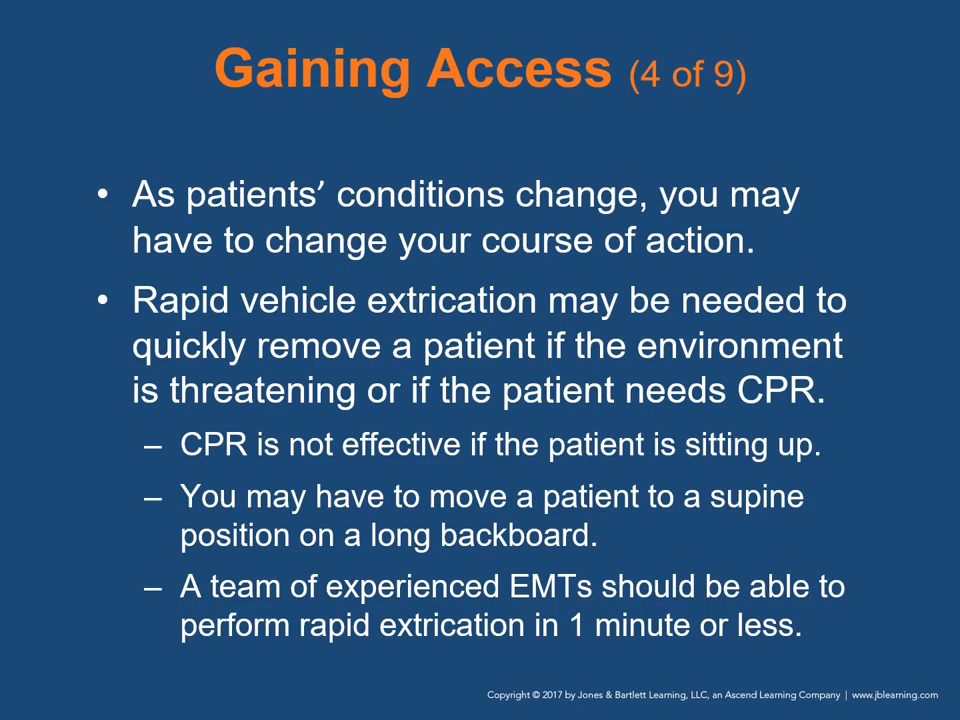 Gaining Access (4 of 9)
• As patients’ conditions change, you may
have to change your course of action.
• Rapid vehicle extrication may be needed to
quickly remove a patient if the environment
is threatening or if the patient needs CPR.
– CPR is not effective if the patient is sitting up.
– You may have to move a patient to a supine
position on a long backboard.
– A team of experienced EMTs should be able to
perform rapid extrication in 1 minute or less.
Copyright © 2017 by Jones & Bartlett Learning, LLC, an Ascend Learning Company | www.jblearning.com